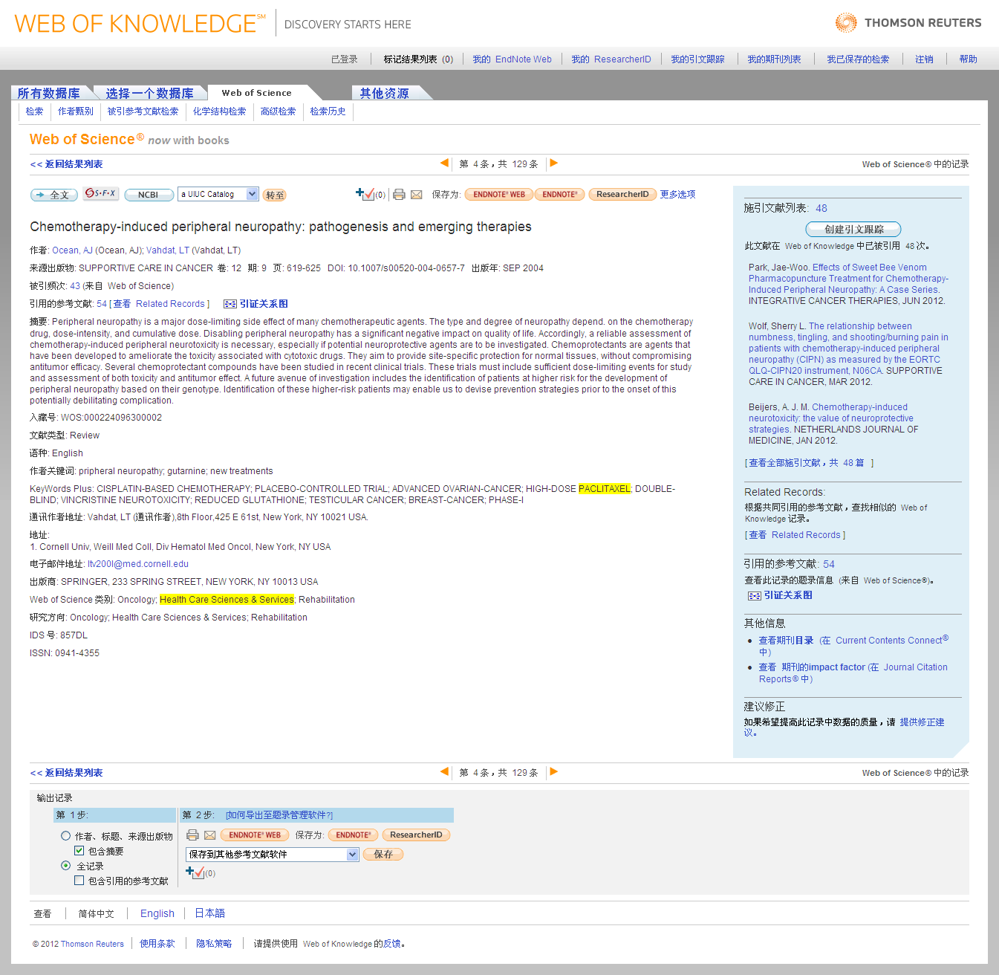 WEB OF KNOWLEDGE℠ DISCOVERY STARTS HERE
THOMSON REUTERS
已登录 标记结果列表 (0) 我的 EndNote Web 我的 ResearcherID 我的引文跟踪 我的期刊列表 我已保存的检索 注销 帮助
所有数据库 选择一个数据库 Web of Science 其他资源
检索 作者甄别 被引参考文献检索 化学结构检索 高级检索 检索历史
Web of Science® now with books
<< 返回结果列表 第 4 条，共 129 条 Web of Science® 中的记录
全文 S·F·X NCBI a UIUC Catalog 转至 (0) 保存为: ENDNOTE® WEB ENDNOTE® ResearcherID 更多选项
Chemotherapy-induced peripheral neuropathy: pathogenesis and emerging therapies
作者: Ocean, AJ (Ocean, AJ); Vahdat, LT (Vahdat, LT)
来源出版物: SUPPORTIVE CARE IN CANCER 卷: 12 期: 9 页: 619-625 DOI: 10.1007/s00520-004-0657-7 出版年: SEP 2004
被引频次: 43 (来自 Web of Science)
引用的参考文献: 54 [ 查看 Related Records ] 引证关系图
摘要: Peripheral neuropathy is a major dose-limiting side effect of many chemotherapeutic agents. The type and degree of neuropathy depend. on the chemotherapy
drug, dose-intensity, and cumulative dose. Disabling peripheral neuropathy has a significant negative impact on quality of life. Accordingly, a reliable assessment of
chemotherapy-induced peripheral neurotoxicity is necessary, especially if potential neuroprotective agents are to be investigated. Chemoprotectants are agents that
have been developed to ameliorate the toxicity associated with cytotoxic drugs. They aim to provide site-specific protection for normal tissues, without compromising
antitumor efficacy. Several chemoprotectant compounds have been studied in recent clinical trials. These trials must include sufficient dose-limiting events for study
and assessment of both toxicity and antitumor effect. A future avenue of investigation includes the identification of patients at higher risk for the development of
peripheral neuropathy based on their genotype. Identification of these higher-risk patients may enable us to devise prevention strategies prior to the onset of this
potentially debilitating complication.
入藏号: WOS:000224096300002
文献类型: Review
语种: English
作者关键词: pripheral neuropathy; gutarnine; new treatments
KeyWords Plus: CISPLATIN-BASED CHEMOTHERAPY; PLACEBO-CONTROLLED TRIAL; ADVANCED OVARIAN-CANCER; HIGH-DOSE PACLITAXEL; DOUBLE-
BLIND; VINCRISTINE NEUROTOXICITY; REDUCED GLUTATHIONE; TESTICULAR CANCER; BREAST-CANCER; PHASE-I
通讯作者地址: Vahdat, LT (通讯作者),8th Floor,425 E 61st, New York, NY 10021 USA.
地址:
1. Cornell Univ, Weill Med Coll, Div Hematol Med Oncol, New York, NY USA
电子邮件地址: ltv200l@med.cornell.edu
出版商: SPRINGER, 233 SPRING STREET, NEW YORK, NY 10013 USA
Web of Science 类别: Oncology; Health Care Sciences & Services; Rehabilitation
研究方向: Oncology; Health Care Sciences & Services; Rehabilitation
IDS 号: 857DL
ISSN: 0941-4355
施引文献列表: 48
创建引文跟踪
此文献在 Web of Knowledge 中已被引用 48 次。
Park, Jae-Woo. Effects of Sweet Bee Venom
Pharmacopuncture Treatment for Chemotherapy-
Induced Peripheral Neuropathy: A Case Series.
INTEGRATIVE CANCER THERAPIES, JUN 2012.
Wolf, Sherry L. The relationship between
numbness, tingling, and shooting/burning pain in
patients with chemotherapy-induced peripheral
neuropathy (CIPN) as measured by the EORTC
QLQ-CIPN20 instrument, N06CA. SUPPORTIVE
CARE IN CANCER, MAR 2012.
Beijers, A. J. M. Chemotherapy-induced
neurotoxicity: the value of neuroprotective
strategies. NETHERLANDS JOURNAL OF
MEDICINE, JAN 2012.
[ 查看全部施引文献，共 48 篇 ]
Related Records:
根据共同引用的参考文献，查找相似的 Web of
Knowledge 记录。
[ 查看 Related Records ]
引用的参考文献: 54
查看此记录的题录信息 (来自 Web of Science®)。
引证关系图
其他信息
• 查看期刊目录 (在 Current Contents Connect®
中)
• 查看 期刊的impact factor (在 Journal Citation
Reports® 中)
建议修正
如果希望提高此记录中数据的质量，请 提供修正建
议。
<< 返回结果列表 第 4 条，共 129 条 Web of Science® 中的记录
输出记录
第 1 步: 第 2 步: [如何导出至题录管理软件?]
作者、标题、来源出版物 ENDNOTE® WEB 保存为: ENDNOTE® ResearcherID
包含摘要 保存到其他参考文献软件 保存
全记录 (0)
包含引用的参考文献
查看 简体中文 English 日本語
© 2012 Thomson Reuters 使用条款 隐私策略 请提供使用 Web of Knowledge 的反馈。